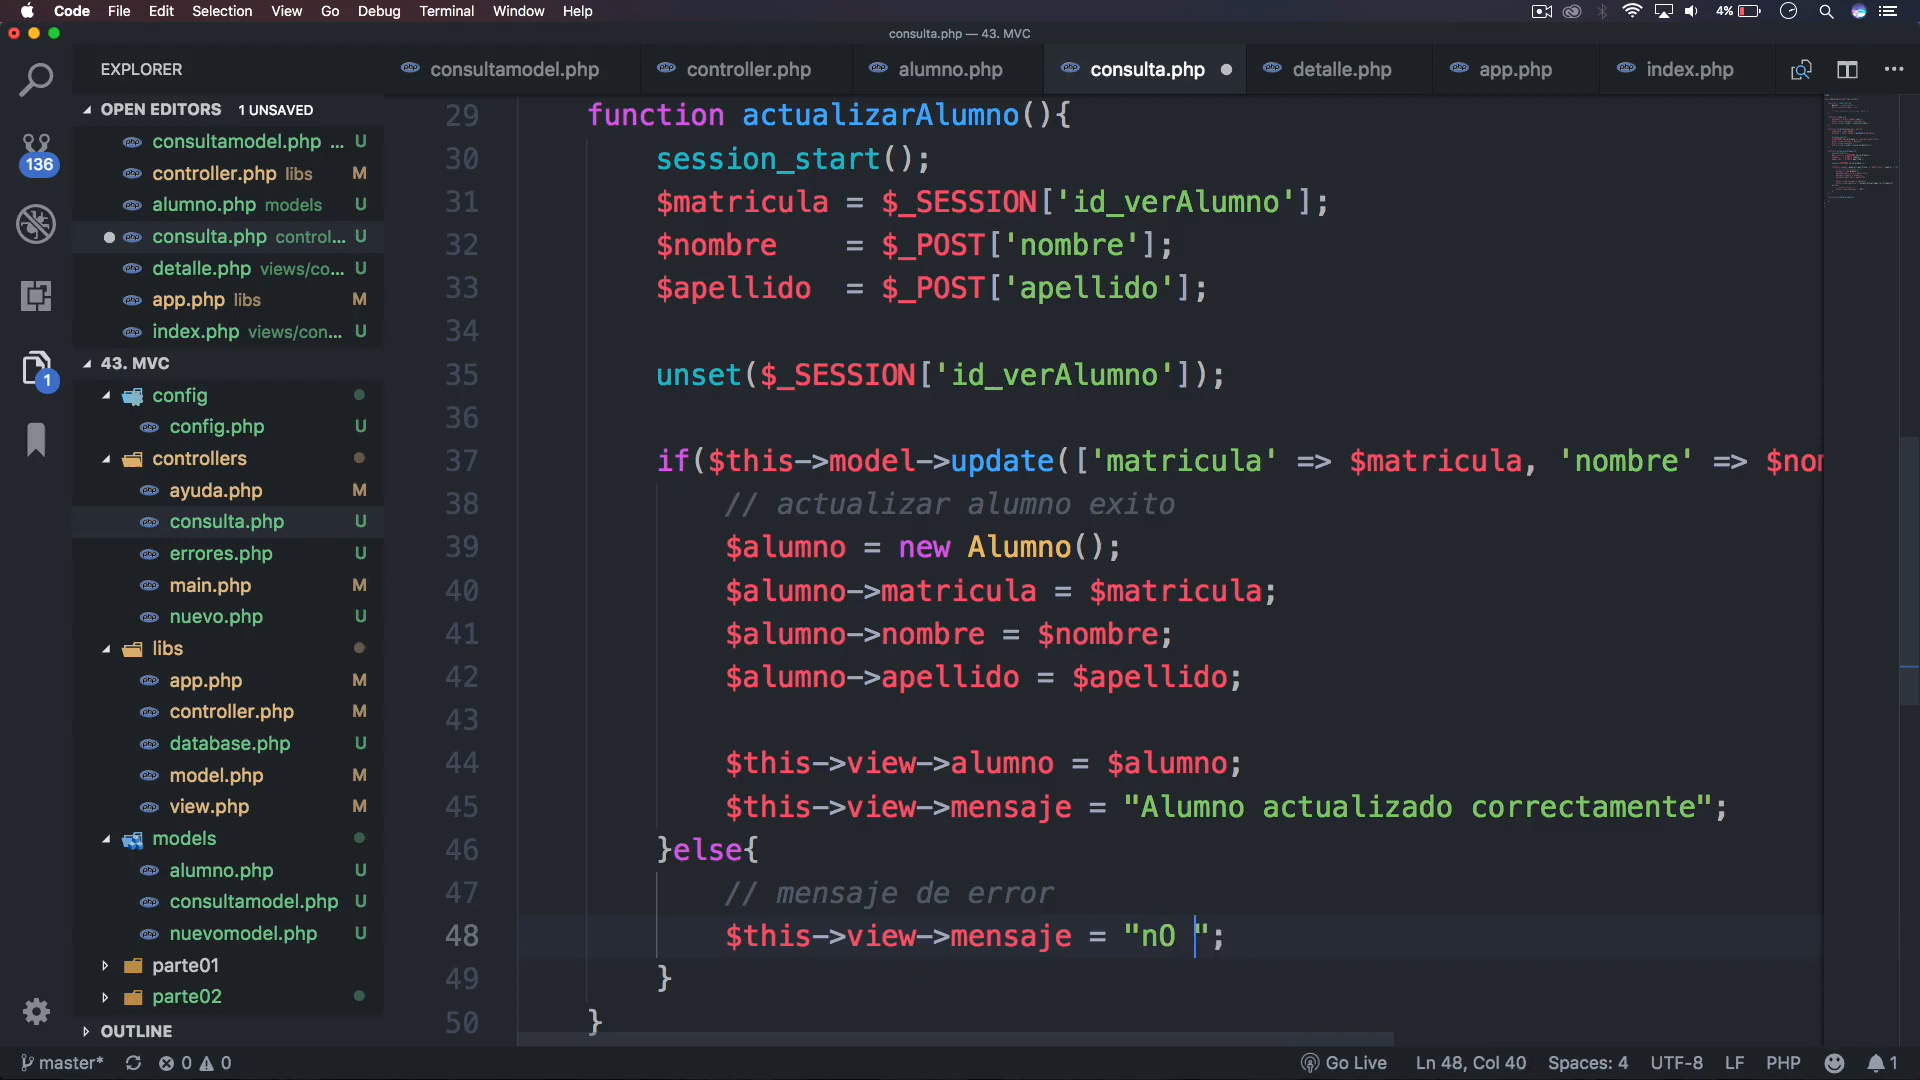 Code File Edit Selection View Go Debug Terminal Window Help 4%
consulta.php — 43. MVC
EXPLORER
consultamodel.php controller.php alumno.php consulta.php detalle.php app.php index.php
OPEN EDITORS 1 UNSAVED
consultamodel.php ... U
controller.php libs M
alumno.php models U
consulta.php control... U
detalle.php views/co... U
app.php libs M
index.php views/con... U
43. MVC
config
config.php U
controllers
ayuda.php M
consulta.php U
errores.php U
main.php M
nuevo.php U
libs
app.php M
controller.php M
database.php U
model.php M
view.php M
models
alumno.php U
consultamodel.php U
nuevomodel.php U
parte01
parte02
OUTLINE
136
1
29 function actualizarAlumno(){
30 session_start();
31 $matricula = $_SESSION['id_verAlumno'];
32 $nombre    = $_POST['nombre'];
33 $apellido  = $_POST['apellido'];
34
35 unset($_SESSION['id_verAlumno']);
36
37 if($this->model->update(['matricula' => $matricula, 'nombre' => $nom
38 // actualizar alumno exito
39 $alumno = new Alumno();
40 $alumno->matricula = $matricula;
41 $alumno->nombre = $nombre;
42 $alumno->apellido = $apellido;
43
44 $this->view->alumno = $alumno;
45 $this->view->mensaje = "Alumno actualizado correctamente";
46 }else{
47 // mensaje de error
48 $this->view->mensaje = "nO ";
49 }
50 }
master* 0 0 Go Live Ln 48, Col 40 Spaces: 4 UTF-8 LF PHP 1